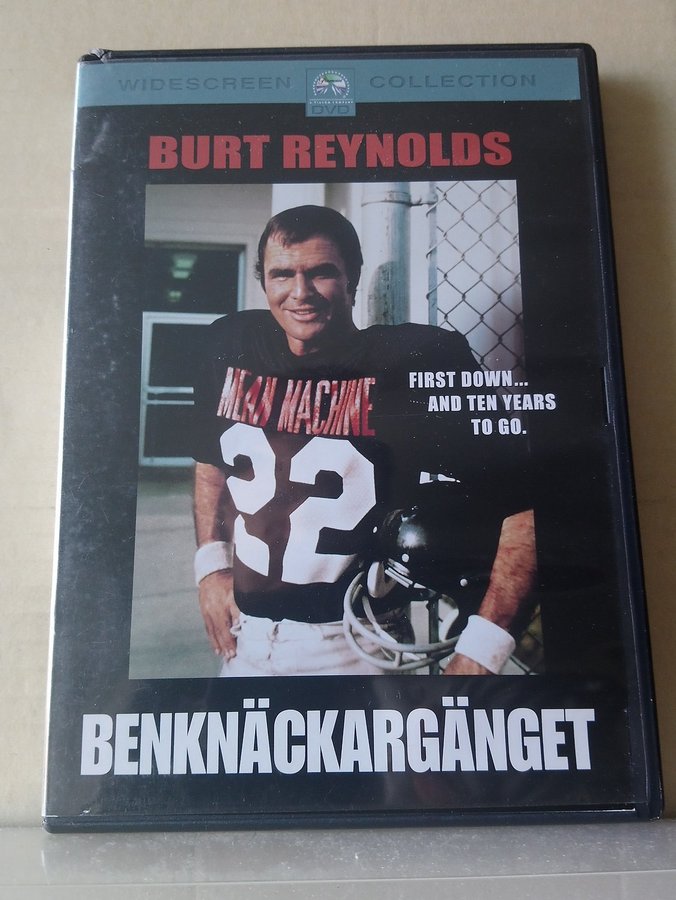 WIDESCREEN COLLECTION
DVD
BURT REYNOLDS
MEAN MACHINE
22
FIRST DOWN...
AND TEN YEARS
TO GO.
BENKNÄCKARGÄNGET